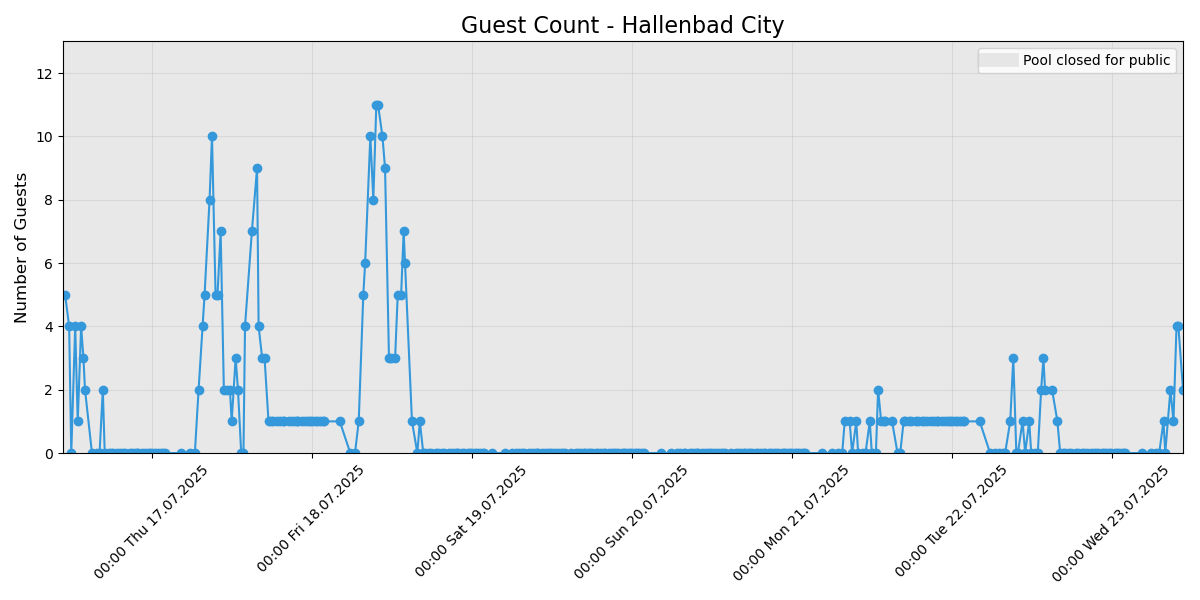 Guest Count - Hallenbad City
Pool closed for public
Number of Guests
12
10
8
6
4
2
0
00:00 Thu 17.07.2025
00:00 Fri 18.07.2025
00:00 Sat 19.07.2025
00:00 Sun 20.07.2025
00:00 Mon 21.07.2025
00:00 Tue 22.07.2025
00:00 Wed 23.07.2025